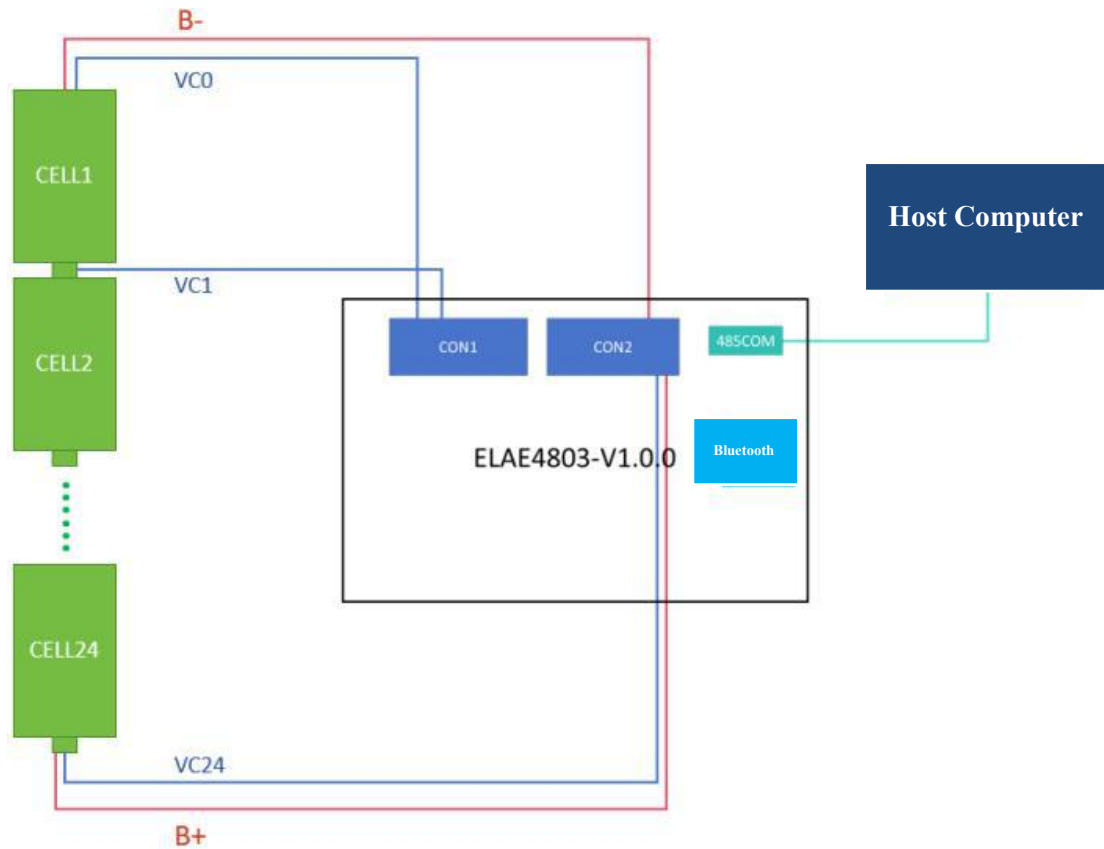 B-
VC0
CELL1
Host Computer
VC1
CON1
CON2
485COM
CELL2
ELAE4803-V1.0.0
Bluetooth
CELL24
VC24
B+